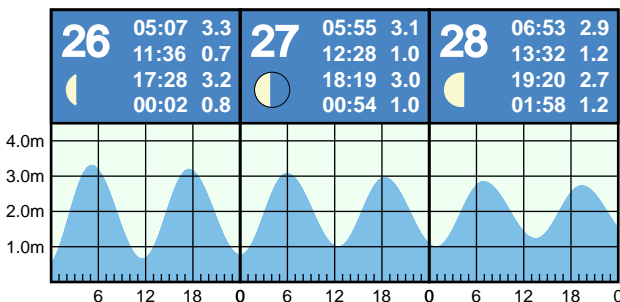 26 05:07 3.3 27 05:55 3.1 28 06:53 2.9
11:36 0.7 12:28 1.0 13:32 1.2
17:28 3.2 18:19 3.0 19:20 2.7
00:02 0.8 00:54 1.0 01:58 1.2
4.0m
3.0m
2.0m
1.0m
6 12 18 0 6 12 18 0 6 12 18 0